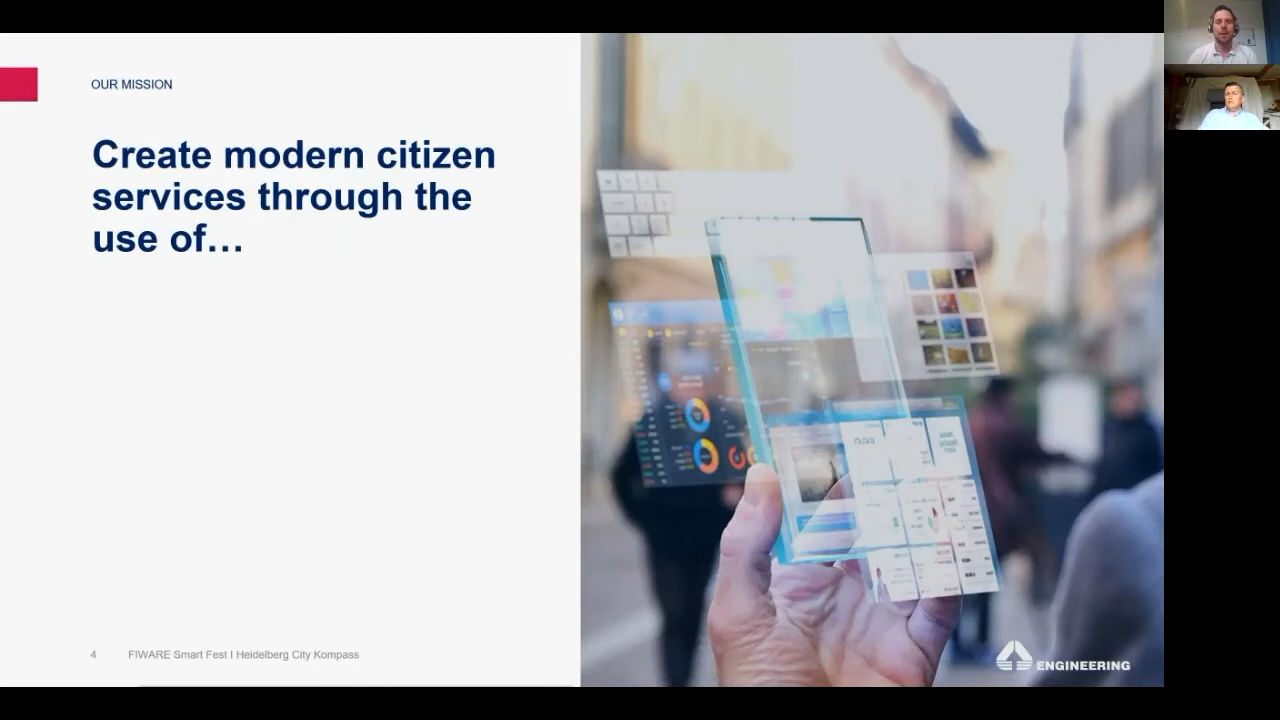 OUR MISSION
Create modern citizen
services through the
use of…
4 FIWARE Smart Fest I Heidelberg City Kompass
ENGINEERING